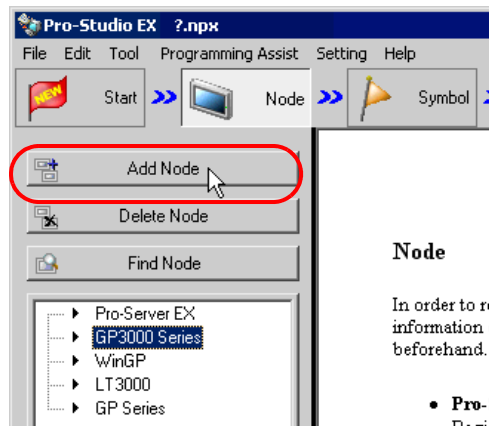 Pro-Studio EX ?.npx
File Edit Tool Programming Assist Setting Help
NEW Start Node Symbol
Add Node
Delete Node
Find Node
Pro-Server EX
GP3000 Series
WinGP
LT3000
GP Series
Node
In order to
information
beforehand.
Pro-